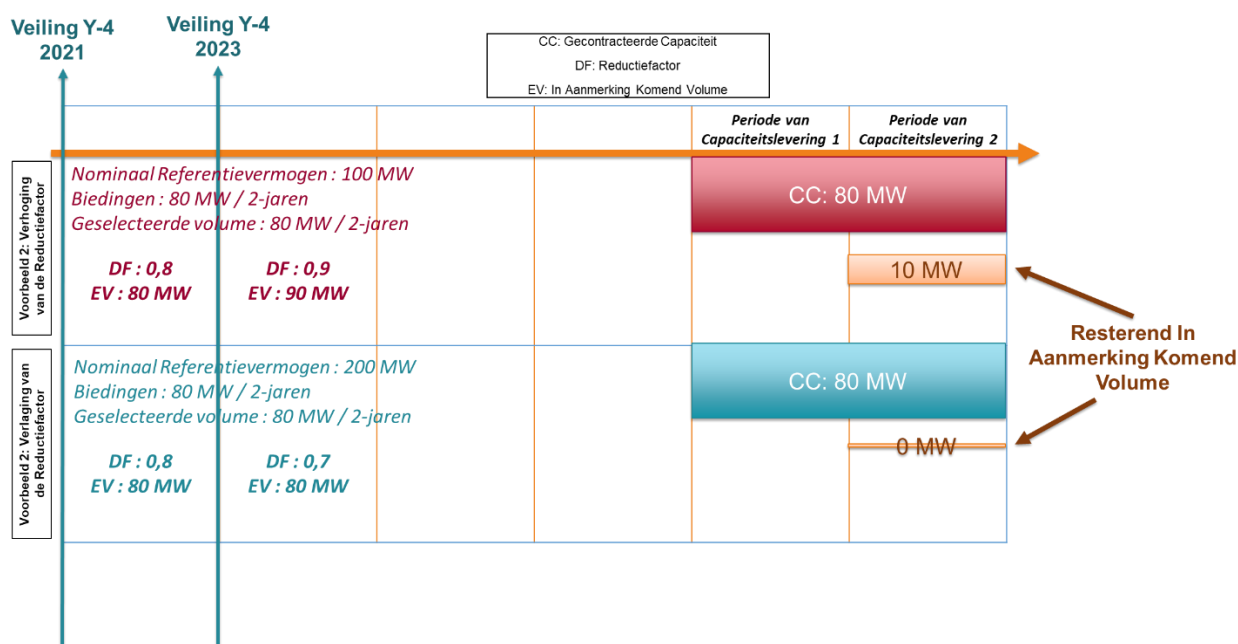 Veiling Y-4
2021
Veiling Y-4
2023
CC: Gecontracteerde Capaciteit
DF: Reductiefactor
EV: In Aanmerking Komend Volume
Periode van
Capaciteitslevering 1
Periode van
Capaciteitslevering 2
Voorbeeld 2: Verhoging
van de Reductiefactor
Nominaal Referentievermogen : 100 MW
Biedingen : 80 MW / 2-jaren
Geselecteerde volume : 80 MW / 2-jaren
DF : 0,8
EV : 80 MW
DF : 0,9
EV : 90 MW
CC: 80 MW
10 MW
Resterend In
Aanmerking Komend
Volume
Voorbeeld 2: Verlaging van
de Reductiefactor
Nominaal Referentievermogen : 200 MW
Biedingen : 80 MW / 2-jaren
Geselecteerde volume : 80 MW / 2-jaren
DF : 0,8
EV : 80 MW
DF : 0,7
EV : 80 MW
CC: 80 MW
0 MW